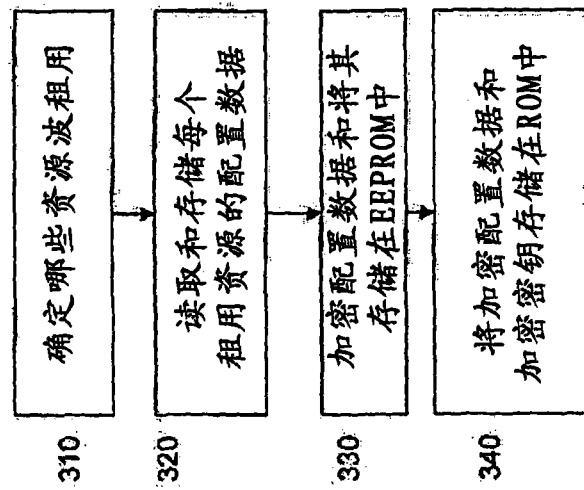 310
确定哪些资源波租用
320
读取和存储每个
租用资源的配置数据
330
加密配置数据和将其
存储在EEPROM中
340
将加密配置数据和
加密密钥存储在ROM中